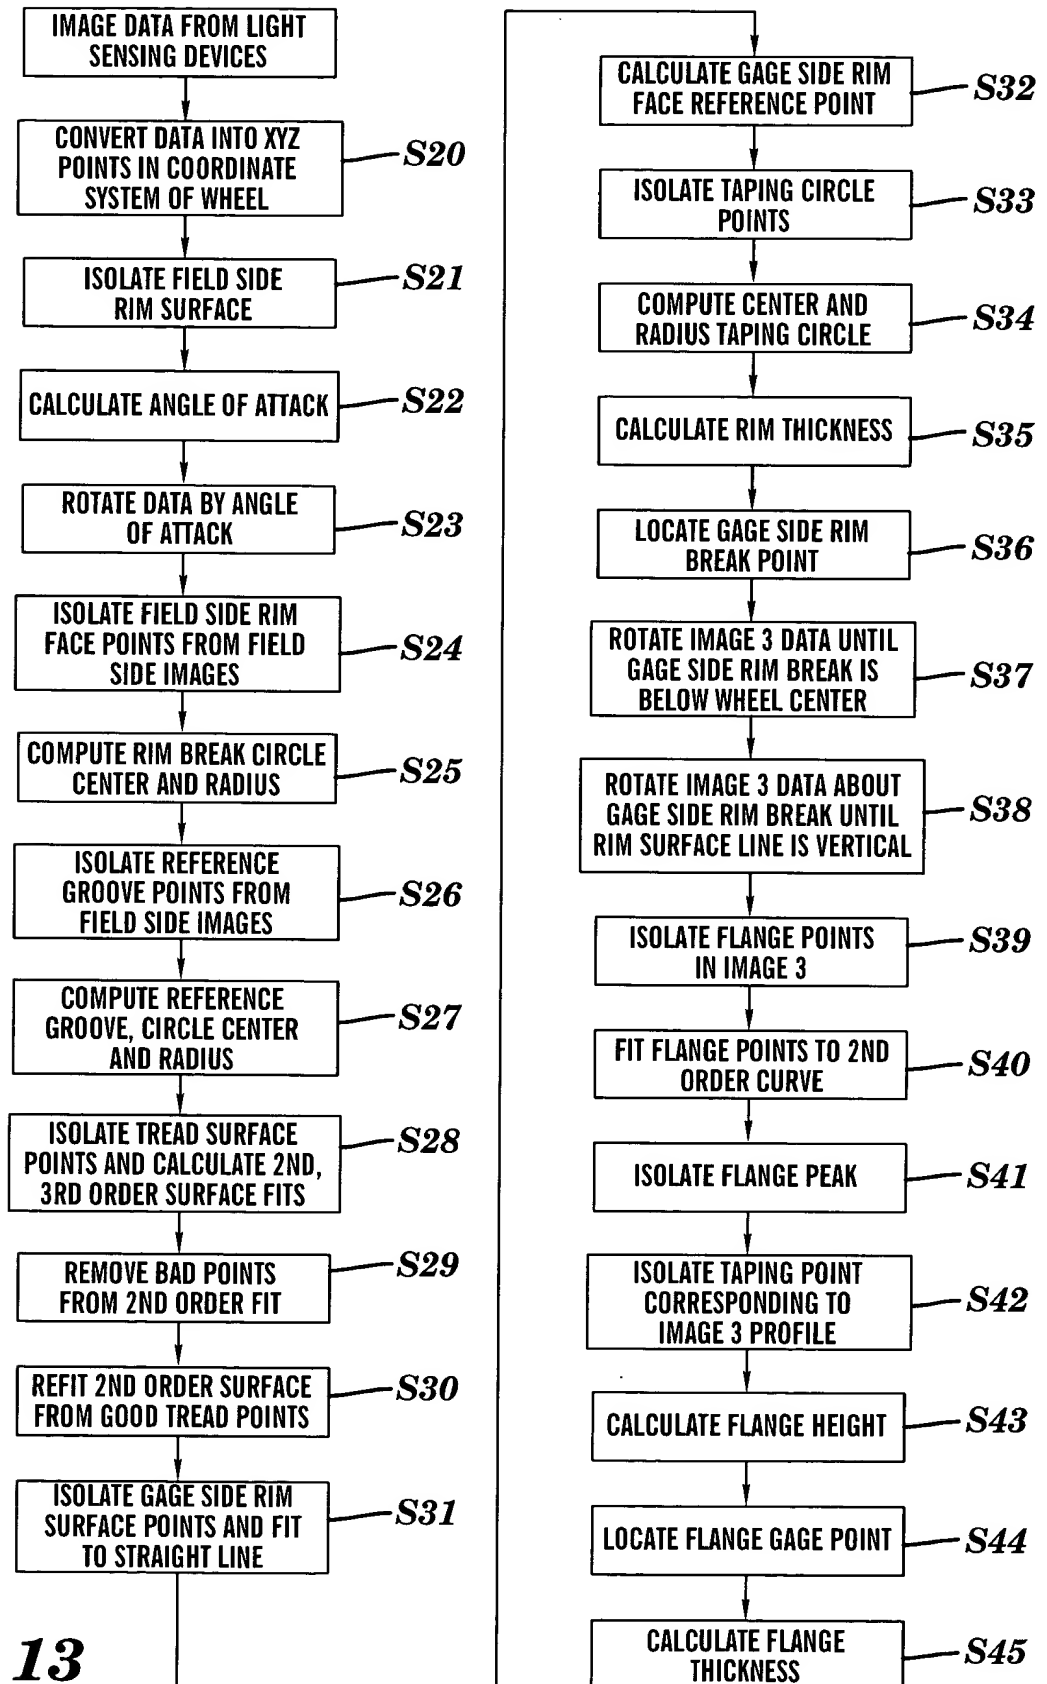 IMAGE DATA FROM LIGHT
SENSING DEVICES
CONVERT DATA INTO XYZ
POINTS IN COORDINATE
SYSTEM OF WHEEL
S20
ISOLATE FIELD SIDE
RIM SURFACE
S21
CALCULATE ANGLE OF ATTACK
S22
ROTATE DATA BY ANGLE
OF ATTACK
S23
ISOLATE FIELD SIDE RIM
FACE POINTS FROM FIELD
SIDE IMAGES
S24
COMPUTE RIM BREAK CIRCLE
CENTER AND RADIUS
S25
ISOLATE REFERENCE
GROOVE POINTS FROM
FIELD SIDE IMAGES
S26
COMPUTE REFERENCE
GROOVE, CIRCLE CENTER
AND RADIUS
S27
ISOLATE TREAD SURFACE
POINTS AND CALCULATE 2ND,
3RD ORDER SURFACE FITS
S28
REMOVE BAD POINTS
FROM 2ND ORDER FIT
S29
REFIT 2ND ORDER SURFACE
FROM GOOD TREAD POINTS
S30
ISOLATE GAGE SIDE RIM
SURFACE POINTS AND FIT
TO STRAIGHT LINE
S31
13
CALCULATE GAGE SIDE RIM
FACE REFERENCE POINT
S32
ISOLATE TAPING CIRCLE
POINTS
S33
COMPUTE CENTER AND
RADIUS TAPING CIRCLE
S34
CALCULATE RIM THICKNESS
S35
LOCATE GAGE SIDE RIM
BREAK POINT
S36
ROTATE IMAGE 3 DATA UNTIL
GAGE SIDE RIM BREAK IS
BELOW WHEEL CENTER
S37
ROTATE IMAGE 3 DATA ABOUT
GAGE SIDE RIM BREAK UNTIL
RIM SURFACE LINE IS VERTICAL
S38
ISOLATE FLANGE POINTS
IN IMAGE 3
S39
FIT FLANGE POINTS TO 2ND
ORDER CURVE
S40
ISOLATE FLANGE PEAK
S41
ISOLATE TAPING POINT
CORRESPONDING TO
IMAGE 3 PROFILE
S42
CALCULATE FLANGE HEIGHT
S43
LOCATE FLANGE GAGE POINT
S44
CALCULATE FLANGE
THICKNESS
S45